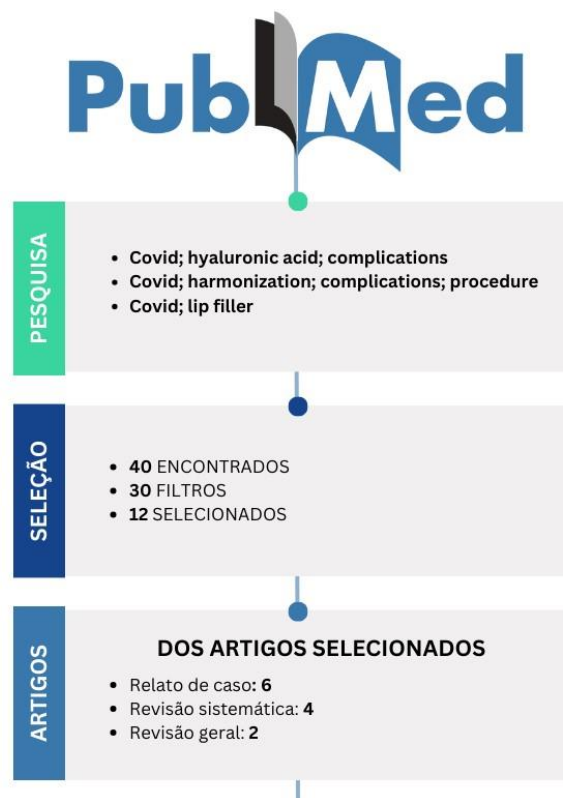 PubMed
PESQUISA
• Covid; hyaluronic acid; complications
• Covid; harmonization; complications; procedure
• Covid; lip filler
SELEÇÃO
• 40 ENCONTRADOS
• 30 FILTROS
• 12 SELECIONADOS
ARTIGOS
DOS ARTIGOS SELECIONADOS
• Relato de caso: 6
• Revisão sistemática: 4
• Revisão geral: 2